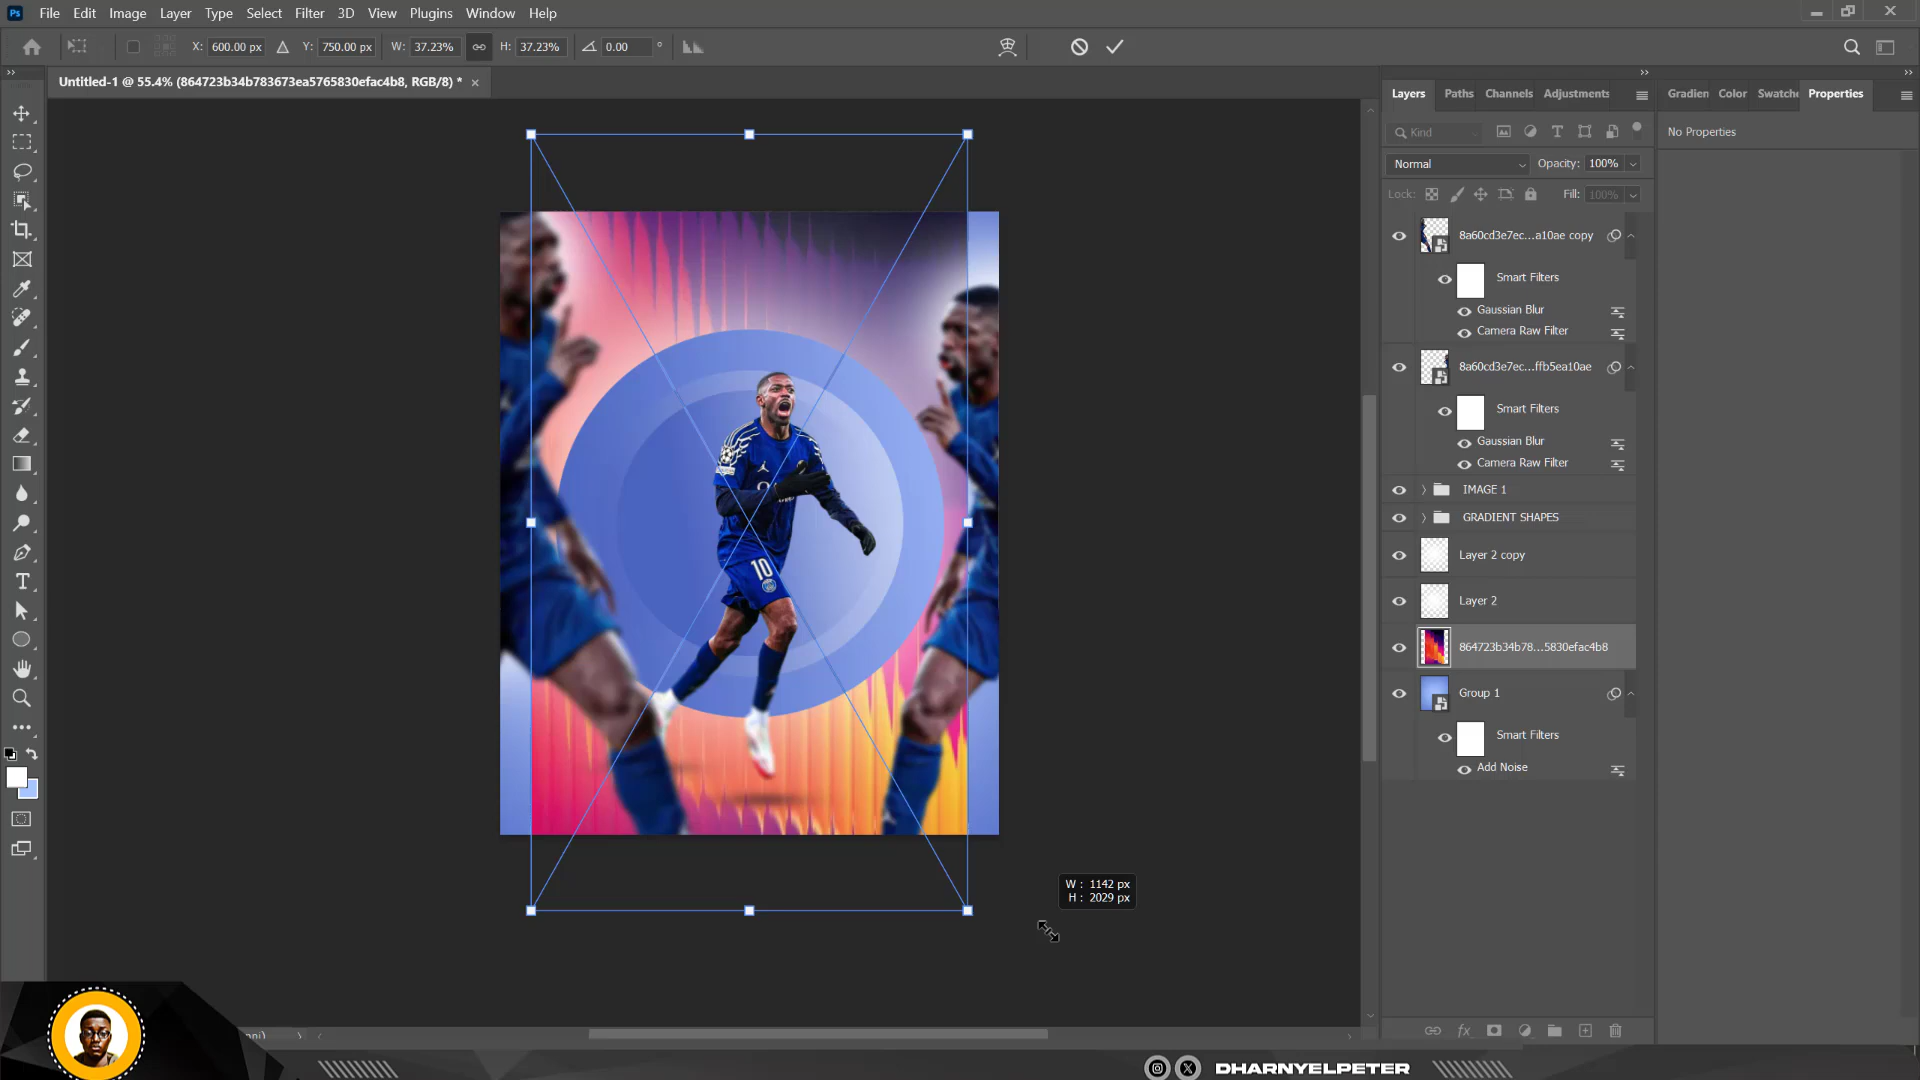 File Edit Image Layer Type Select Filter 3D View Plugins Window Help
X: 600.00 px Y: 750.00 px W: 37.23% H: 37.23% 0.00 °
Untitled-1 @ 55.4% (864723b34b783673ea5765830efac4b8, RGB/8) * ×
Layers Paths Channels Adjustments
Gradien Color Swatche Properties
Kind
No Properties
Normal Opacity: 100%
Lock: Fill: 100%
8a60cd3e7ec...a10ae copy
Smart Filters
Gaussian Blur
Camera Raw Filter
8a60cd3e7ec...ffb5ea10ae
Smart Filters
Gaussian Blur
Camera Raw Filter
IMAGE 1
GRADIENT SHAPES
Layer 2 copy
Layer 2
864723b34b78...5830efac4b8
Group 1
Smart Filters
Add Noise
10
W : 1142 px
H : 2029 px
DHARNYELPETER